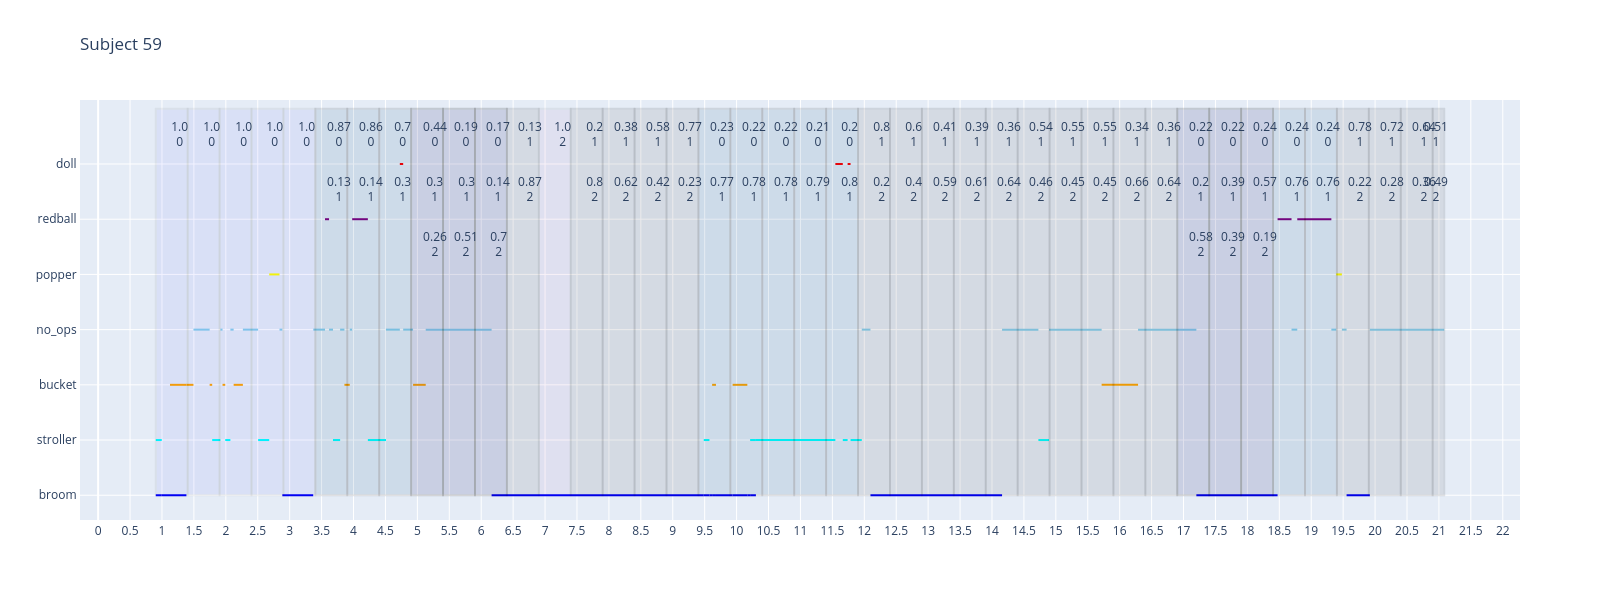 Subject 59
1.0 1.0 1.0 1.0 1.0 0.87 0.86 0.7 0.44 0.19 0.17 0.13 1.0 0.2 0.38 0.58 0.77 0.23 0.22 0.22 0.21 0.2 0.8 0.6 0.41 0.39 0.36 0.54 0.55 0.55 0.34 0.36 0.22 0.22 0.24 0.24 0.24 0.78 0.72 0.64 0.51
0 0 0 0 0 0 0 0 0 0 0 1 2 1 1 1 1 0 0 0 0 0 1 1 1 1 1 1 1 1 1 1 0 0 0 0 0 1 1 1 1
doll
0.13 0.14 0.3 0.3 0.3 0.14 0.87 0.8 0.62 0.42 0.23 0.77 0.78 0.78 0.79 0.8 0.2 0.4 0.59 0.61 0.64 0.46 0.45 0.45 0.66 0.64 0.2 0.39 0.57 0.76 0.76 0.22 0.28 0.36 0.49
1 1 1 1 1 1 2 2 2 2 2 1 1 1 1 1 2 2 2 2 2 2 2 2 2 2 1 1 1 1 1 2 2 2 2
redball
0.26 0.51 0.7 0.58 0.39 0.19
2 2 2 2 2 2
popper
no_ops
bucket
stroller
broom
0 0.5 1 1.5 2 2.5 3 3.5 4 4.5 5 5.5 6 6.5 7 7.5 8 8.5 9 9.5 10 10.5 11 11.5 12 12.5 13 13.5 14 14.5 15 15.5 16 16.5 17 17.5 18 18.5 19 19.5 20 20.5 21 21.5 22